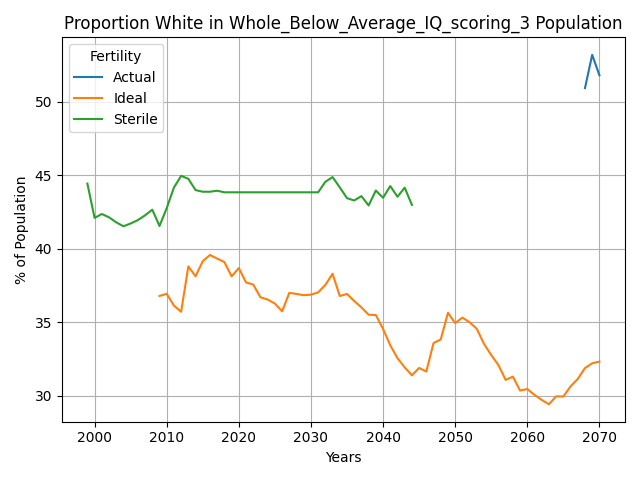 Proportion White in Whole_Below_Average_IQ_scoring_3 Population
Fertility
Actual
Ideal
Sterile
% of Population
50
45
40
35
30
2000 2010 2020 2030 2040 2050 2060 2070
Years